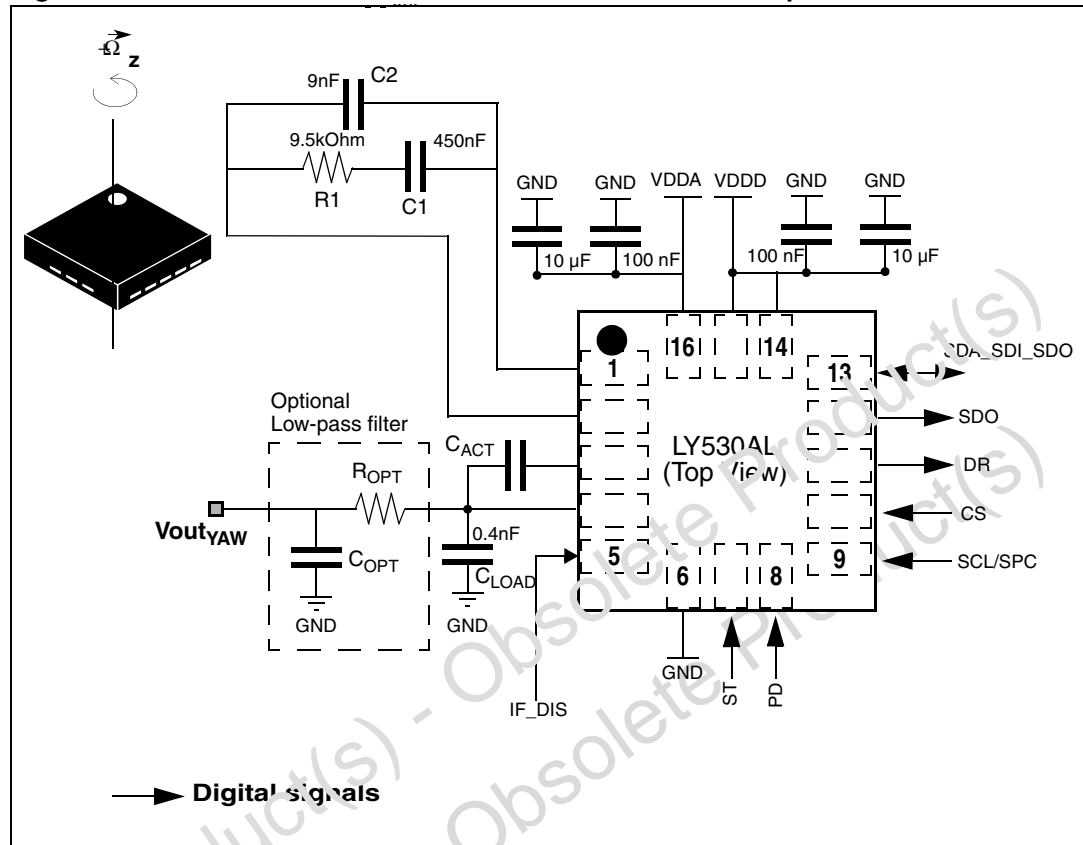 Ω
z
9nF
C2
9.5kOhm
450nF
R1
C1
GND
GND
VDDA
VDDD
GND
GND
10 µF
100 nF
100 nF
10 µF
16
14
1
13
SDA_SDI_SDO
Optional
Low-pass filter
SDO
CACT
LY530AL
(Top View)
DR
ROPT
VoutYAW
CS
0.4nF
COPT
CLOAD
5
6
8
9
SCL/SPC
GND
GND
GND
ST
PD
IF_DIS
Digital signals
Obsolete Product(s)
duct(s) - Obsolete Product(s)